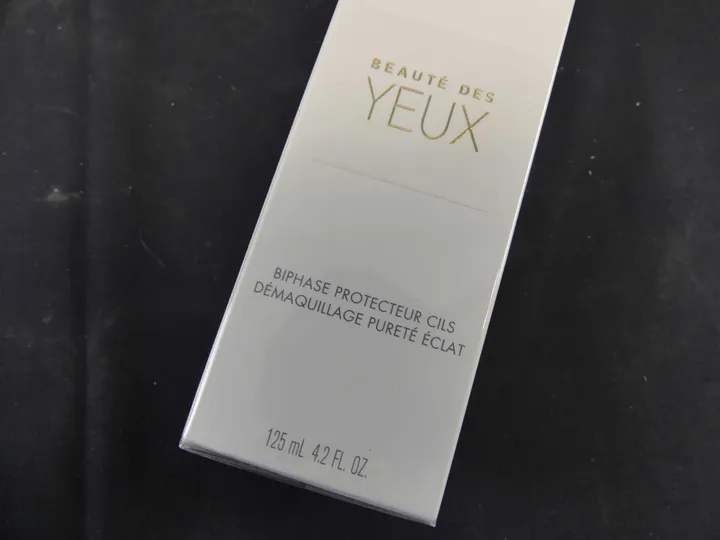 BEAUTÉ DES
YEUX
BIPHASE PROTECTEUR CILS
DÉMAQUILLAGE PURETÉ ÉCLAT
125 mL 4.2 FL. OZ.